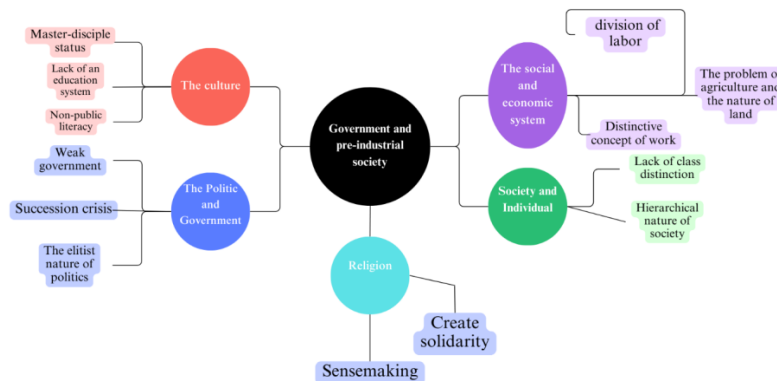 Master-disciple
status
Lack of an
education
system
Non-public
literacy
The culture
Weak
government
Succession crisis
The elitist
nature of
politics
The Politic
and
Government
Government and
pre-industrial
society
Religion
Create
solidarity
Sensemaking
The social
and
economic
system
division of
labor
The problem of
agriculture and
the nature of
land
Distinctive
concept of work
Society and
Individual
Lack of class
distinction
Hierarchical
nature of
society